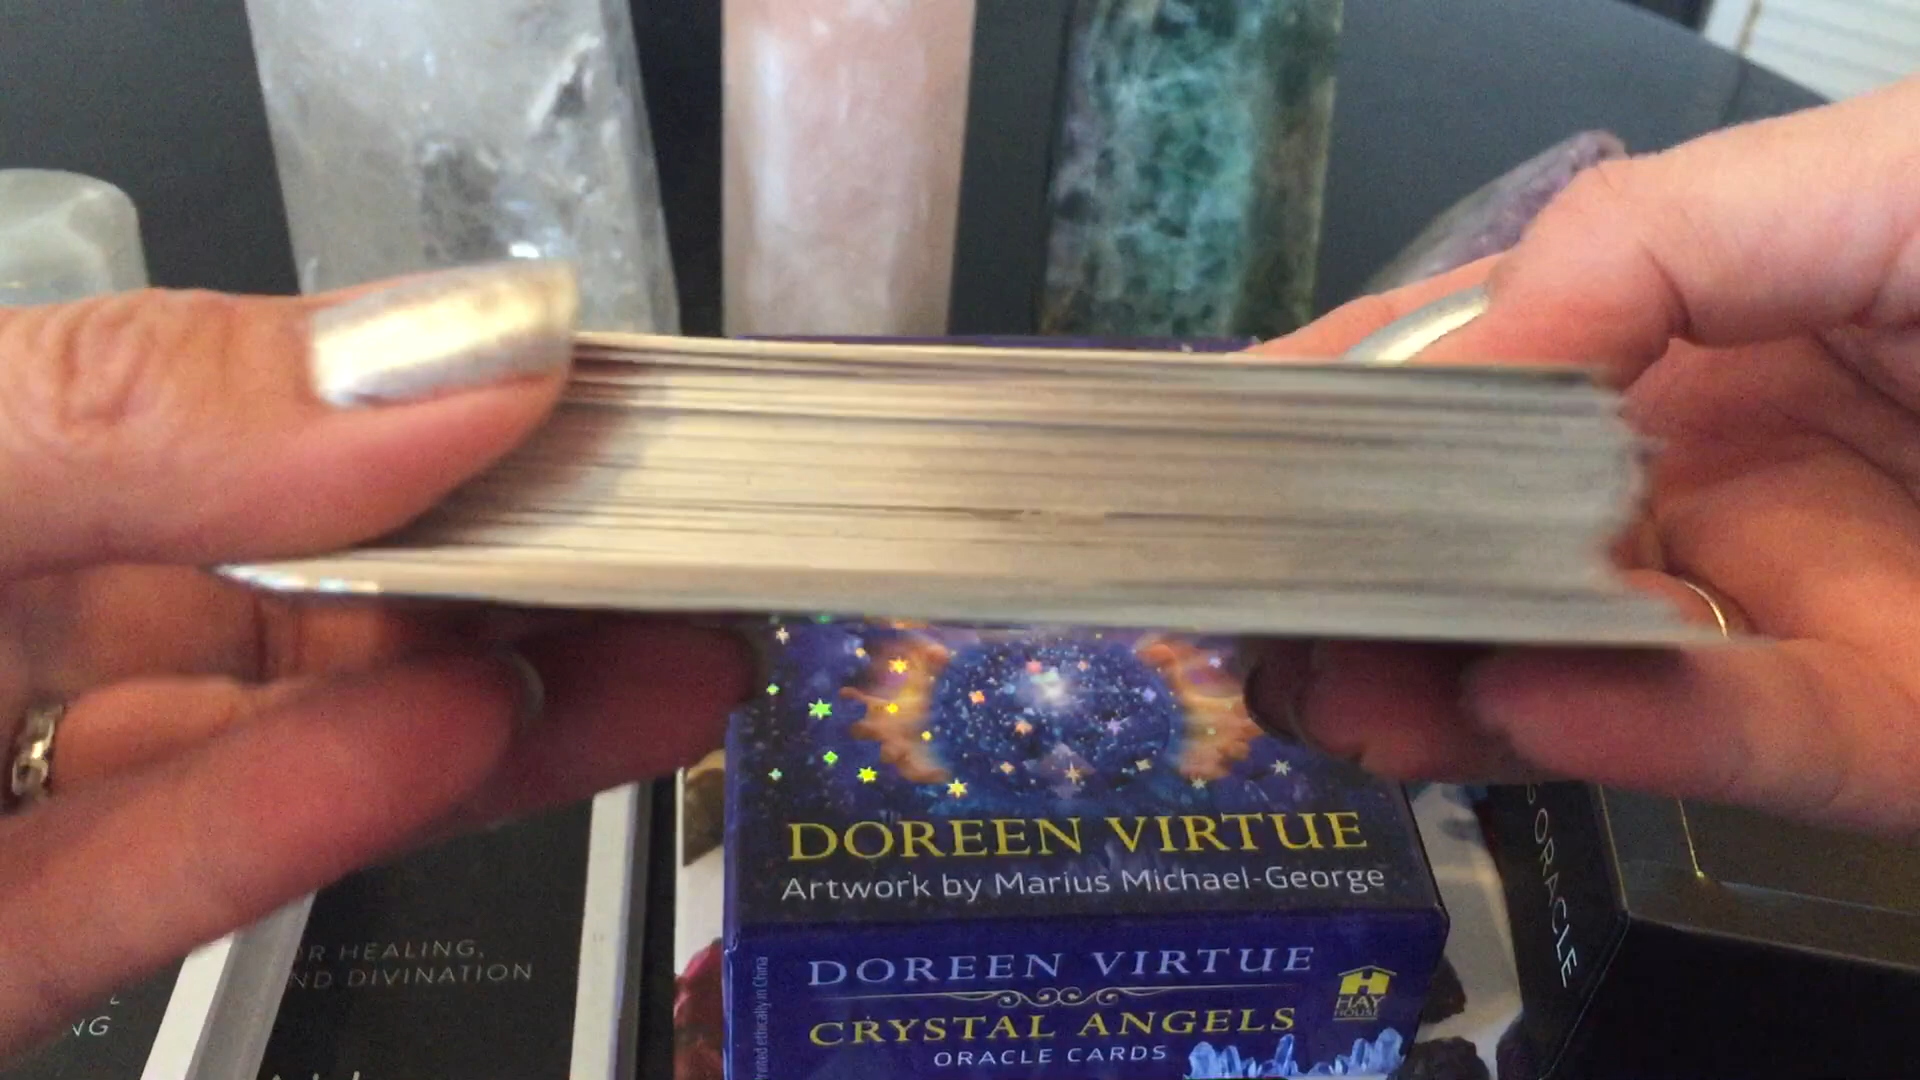 DOREEN VIRTUE
Artwork by Marius Michael-George
DOREEN VIRTUE
CRYSTAL ANGELS
ORACLE CARDS
HAY
HOUSE
Printed ethically in China
R HEALING,
ND DIVINATION
NG
ORACLE